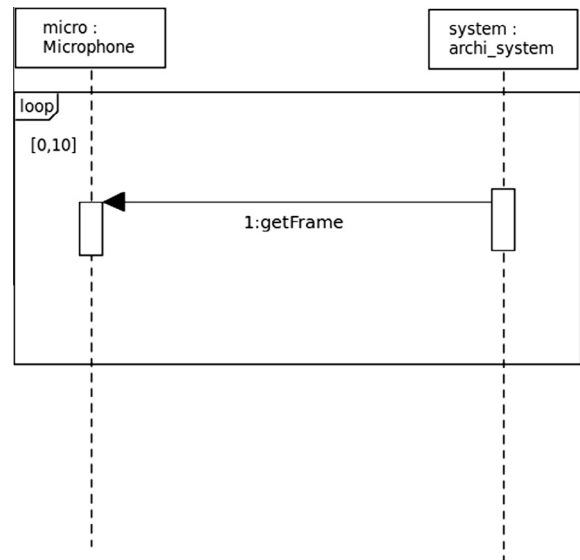 micro :
Microphone
system :
archi_system
loop
[0,10]
1:getFrame